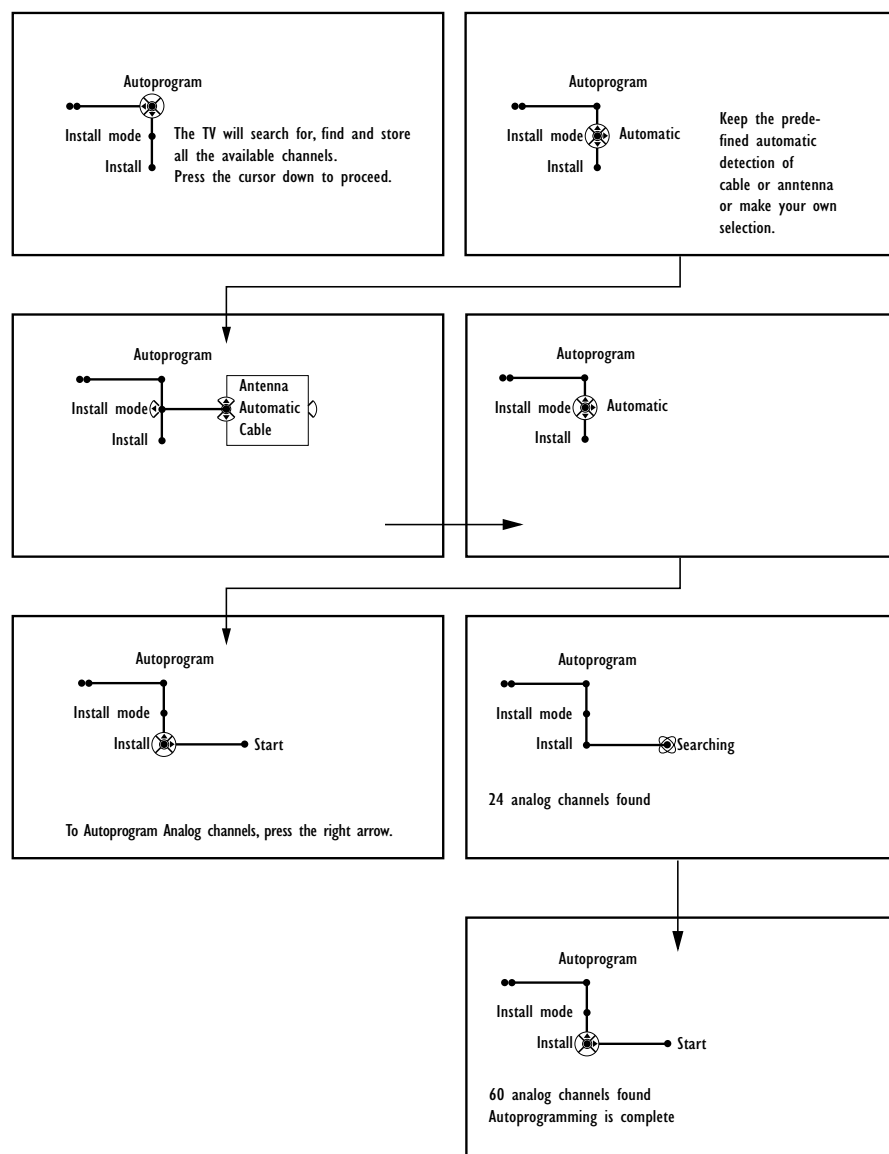 Autoprogram
Install mode
Install
The TV will search for, find and store
all the available channels.
Press the cursor down to proceed.
Autoprogram
Install mode
Automatic
Install
Keep the prede-
fined automatic
detection of
cable or anntenna
or make your own
selection.
Autoprogram
Install mode
Install
Antenna
Automatic
Cable
Autoprogram
Install mode
Automatic
Install
Autoprogram
Install mode
Install
Start
To Autoprogram Analog channels, press the right arrow.
Autoprogram
Install mode
Install
Searching
24 analog channels found
Autoprogram
Install mode
Install
Start
60 analog channels found
Autoprogramming is complete